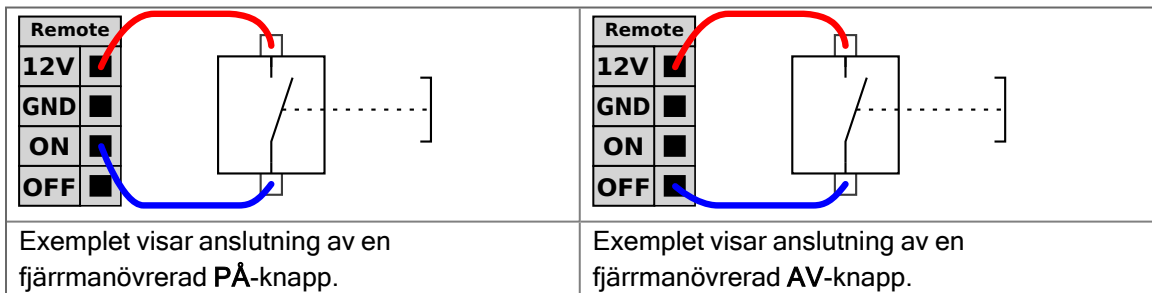 Remote
12V
GND
ON
OFF
Exemplet visar anslutning av en
fjärrmanövrerad PÅ-knapp.
Remote
12V
GND
ON
OFF
Exemplet visar anslutning av en
fjärrmanövrerad AV-knapp.